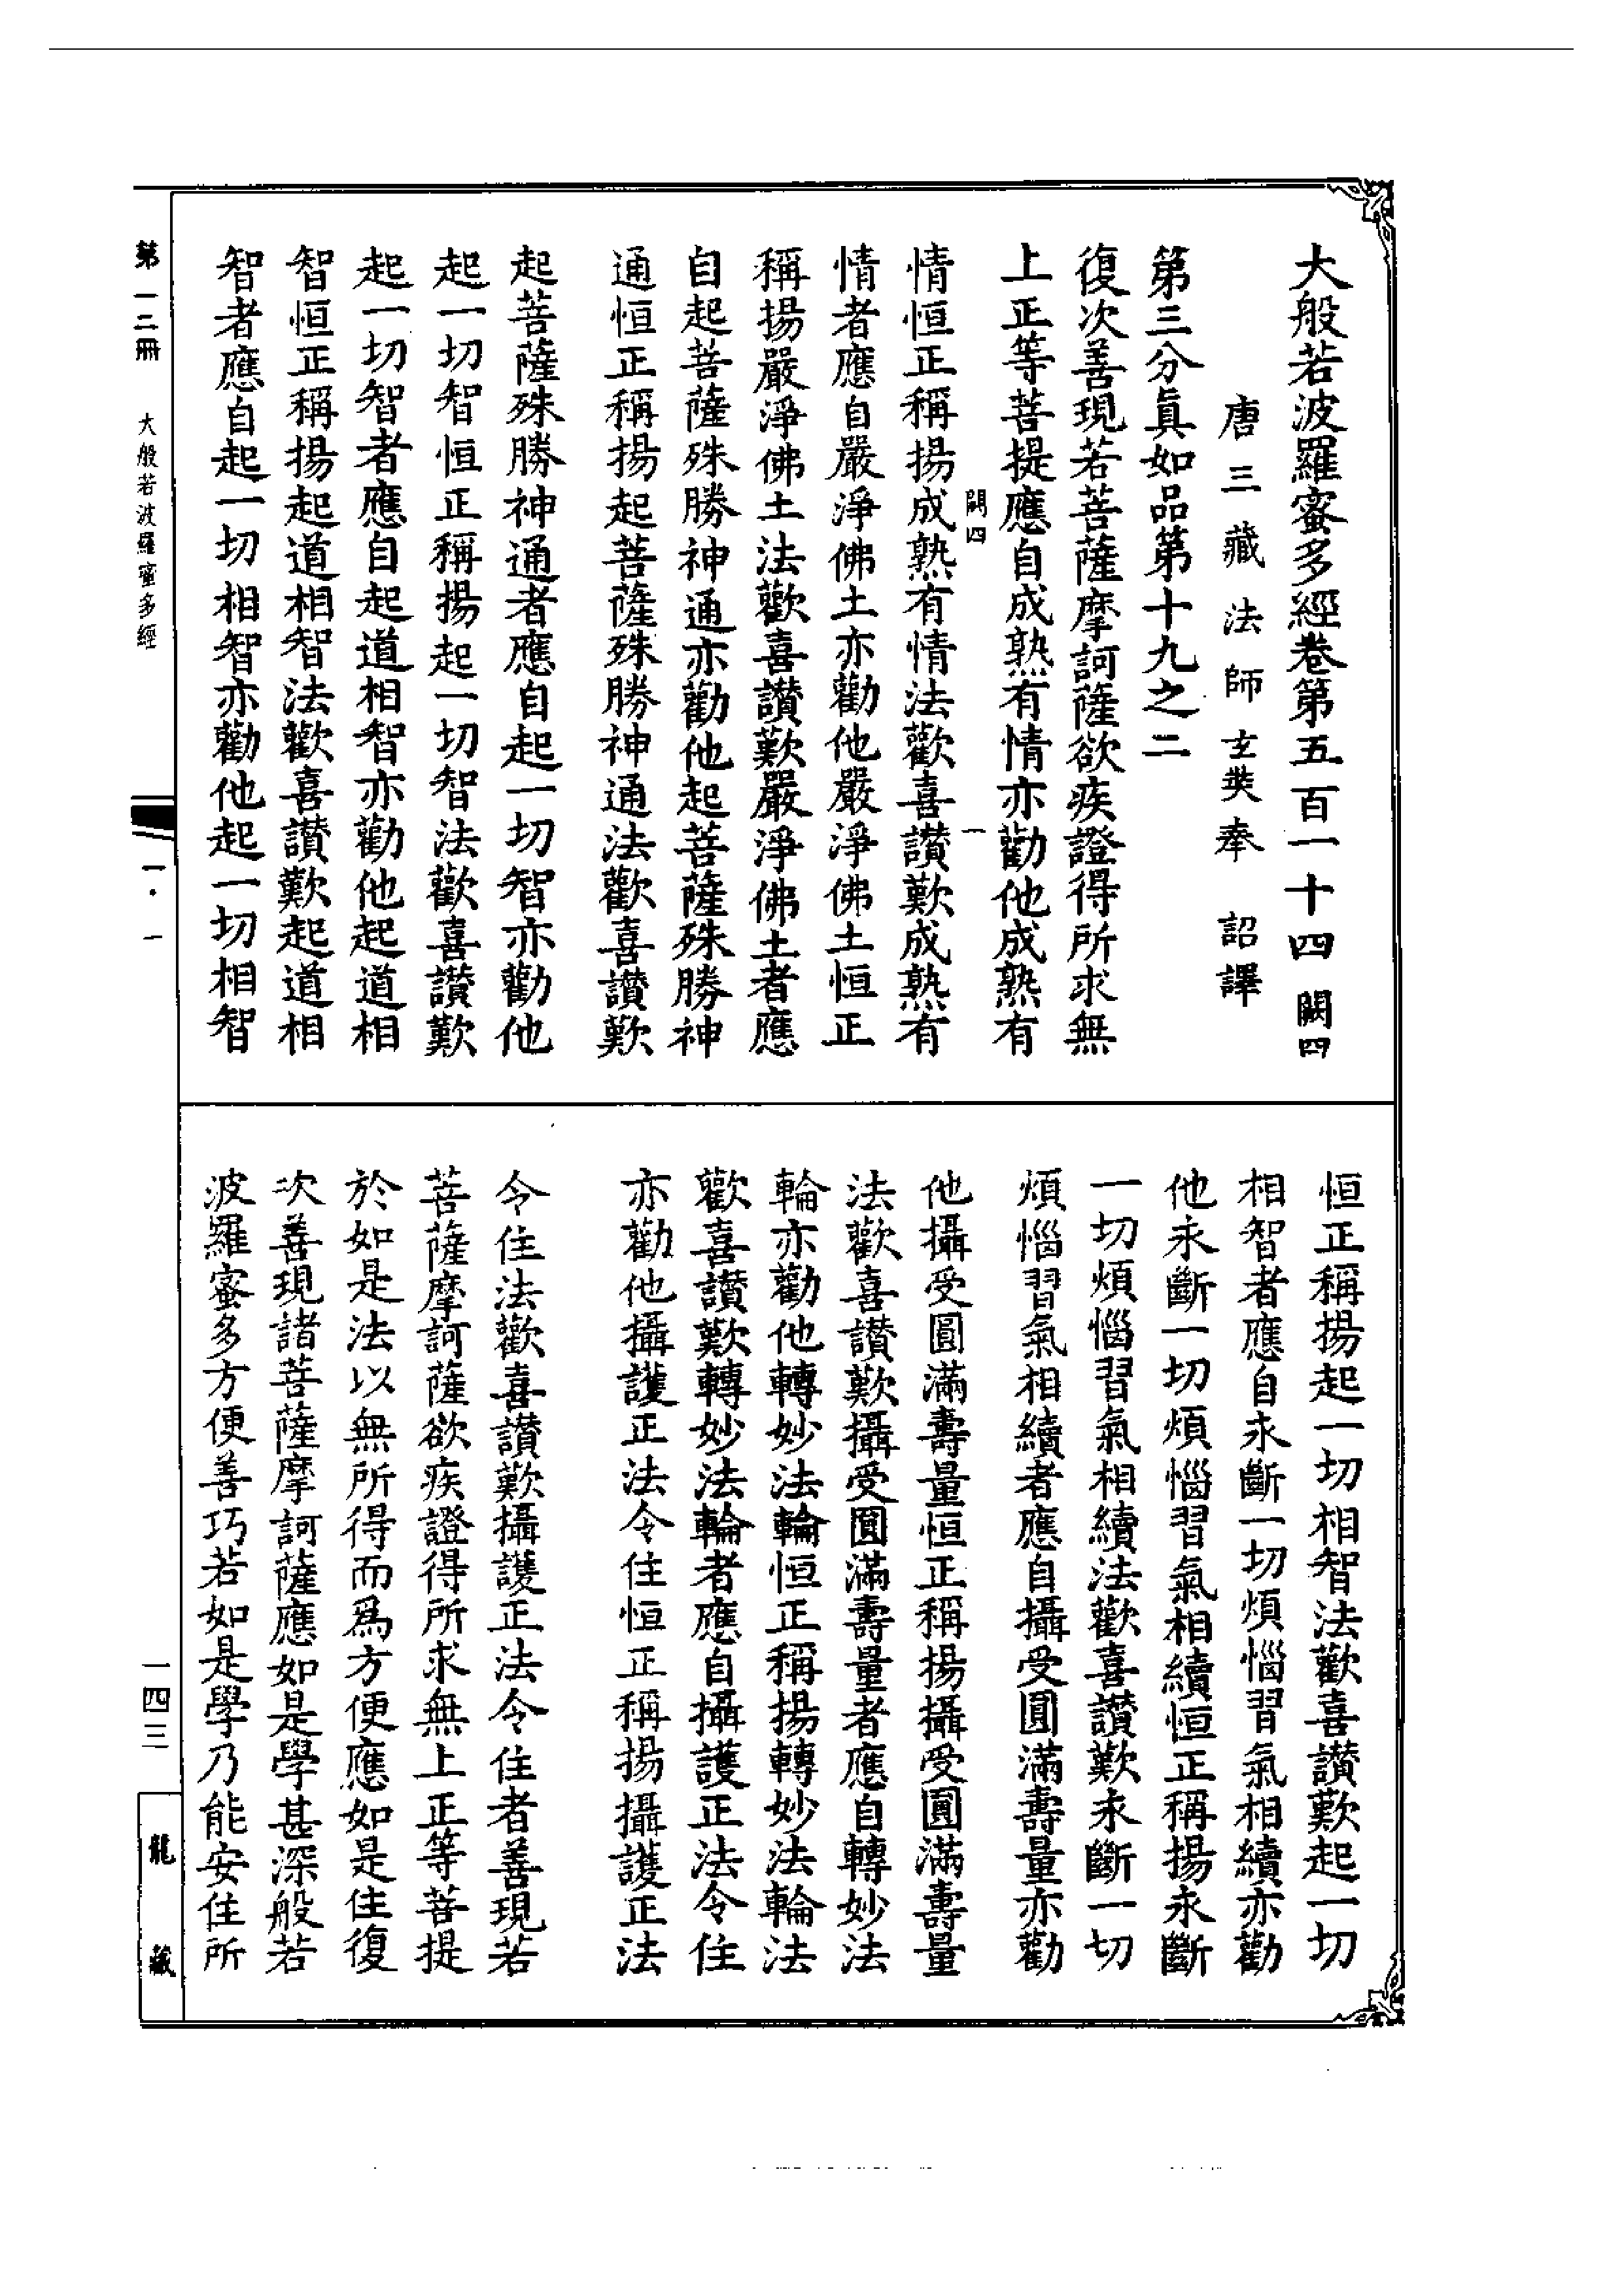 大般若波羅蜜多經卷第五百一十四 闕四
唐三藏法師玄奘奉 詔譯
第三分真如品第十九之二
復次善現若菩薩摩訶薩欲疾證得所求無
上正等菩提應自成熟有情亦勸他成熟有
闕四 一
情恒正稱揚成熟有情法歡喜讚歎成熟有
情者應自嚴淨佛土亦勸他嚴淨佛土恒正
稱揚嚴淨佛土法歡喜讚歎嚴淨佛土者應
自起菩薩殊勝神通亦勸他起菩薩殊勝神
通恒正稱揚起菩薩殊勝神通法歡喜讚歎
起菩薩殊勝神通者應自起一切智亦勸他
起一切智恒正稱揚起一切智法歡喜讚歎
起一切智者應自起道相智亦勸他起道相
智恒正稱揚起道相智法歡喜讚歎起道相
智者應自起一切相智亦勸他起一切相智
恒正稱揚起一切相智法歡喜讚歎起一切
相智者應自永斷一切煩惱習氣相續亦勸
他永斷一切煩惱習氣相續恒正稱揚永斷
一切煩惱習氣相續法歡喜讚歎永斷一切
煩惱習氣相續者應自攝受圓滿壽量亦勸
他攝受圓滿壽量恒正稱揚攝受圓滿壽量
法歡喜讚歎攝受圓滿壽量者應自轉妙法
輪亦勸他轉妙法輪恒正稱揚轉妙法輪法
歡喜讚歎轉妙法輪者應自攝護正法令住
亦勸他攝護正法令住恒正稱揚攝護正法
令住法歡喜讚歎攝護正法令住者善現若
菩薩摩訶薩欲疾證得所求無上正等菩提
於如是法以無所得而為方便應如是住復
次善現諸菩薩摩訶薩應如是學甚深般若
波羅蜜多方便善巧若如是學乃能安住所
第一三冊 大般若波羅蜜多經
一·一
一四三
龍藏